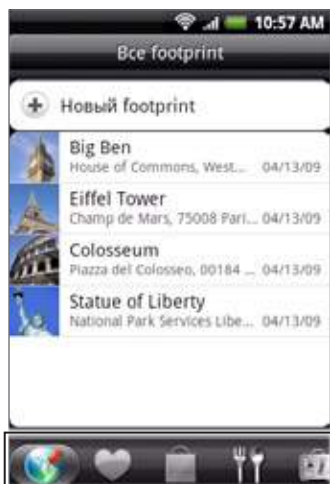 10:57 AM
Все footprint
Новый footprint
Big Ben
House of Commons, West... 04/13/09
Eiffel Tower
Champ de Mars, 75008 Pari... 04/13/09
Colosseum
Piazza del Colosseo, 00184 ... 04/13/09
Statue of Liberty
National Park Services Libe... 04/13/09